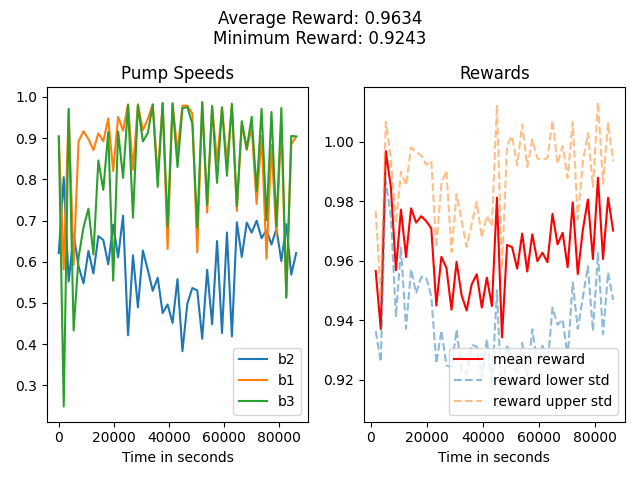 Average Reward: 0.9634
Minimum Reward: 0.9243
Pump Speeds
1.0
0.9
0.8
0.7
0.6
0.5
0.4
0.3
0
20000
40000
60000
80000
Time in seconds
b2
b1
b3
Rewards
1.00
0.98
0.96
0.94
0.92
0
20000
40000
60000
80000
Time in seconds
mean reward
reward lower std
reward upper std